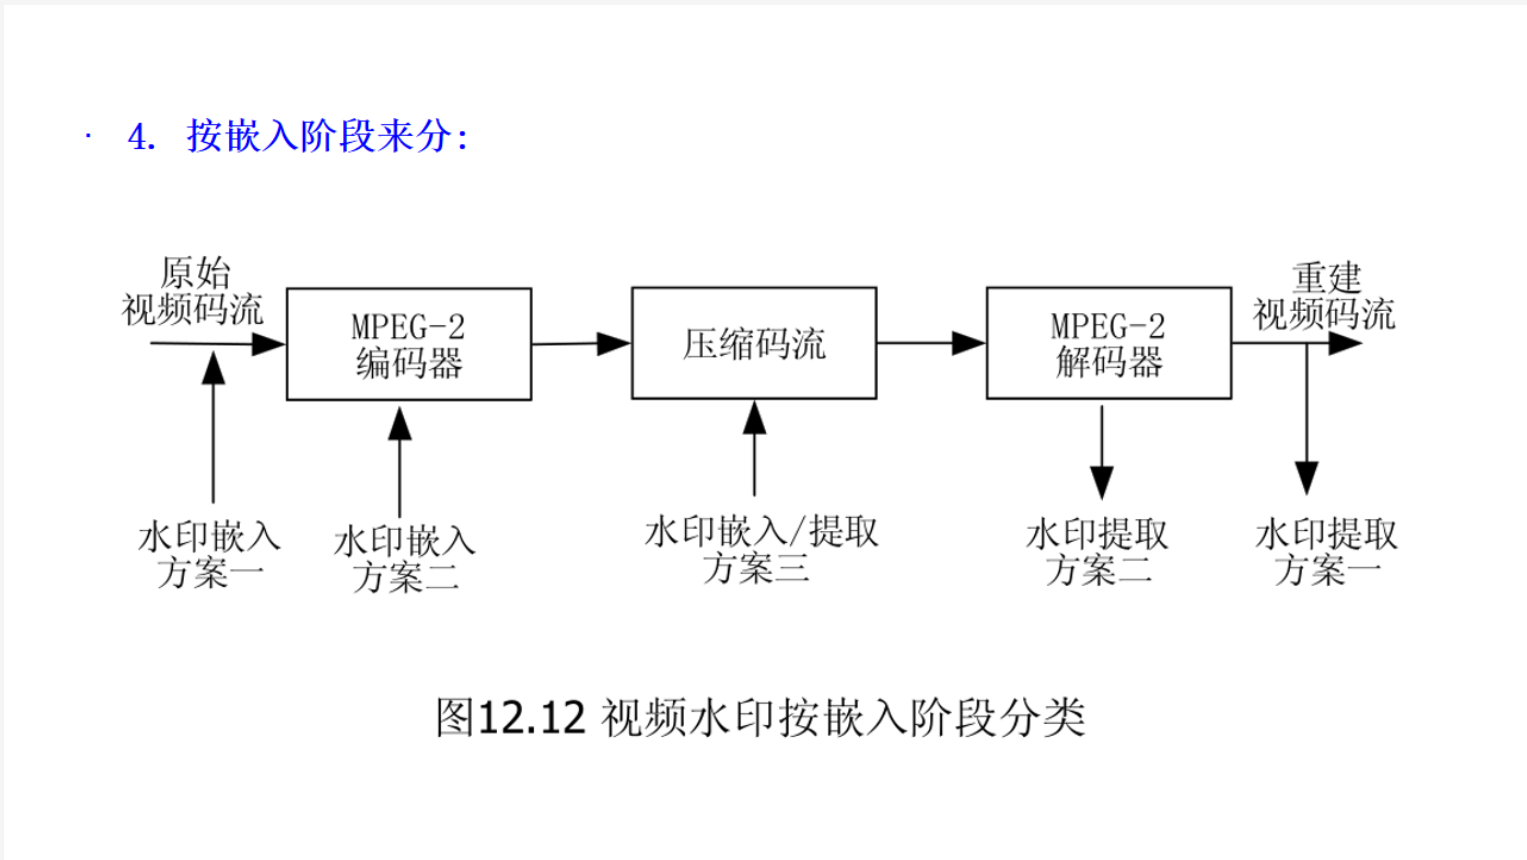 · 4. 按嵌入阶段来分:
原始
视频码流
MPEG-2
编码器
压缩码流
MPEG-2
解码器
重建
视频码流
水印嵌入
方案一
水印嵌入
方案二
水印嵌入/提取
方案三
水印提取
方案二
水印提取
方案一
图12.12 视频水印按嵌入阶段分类